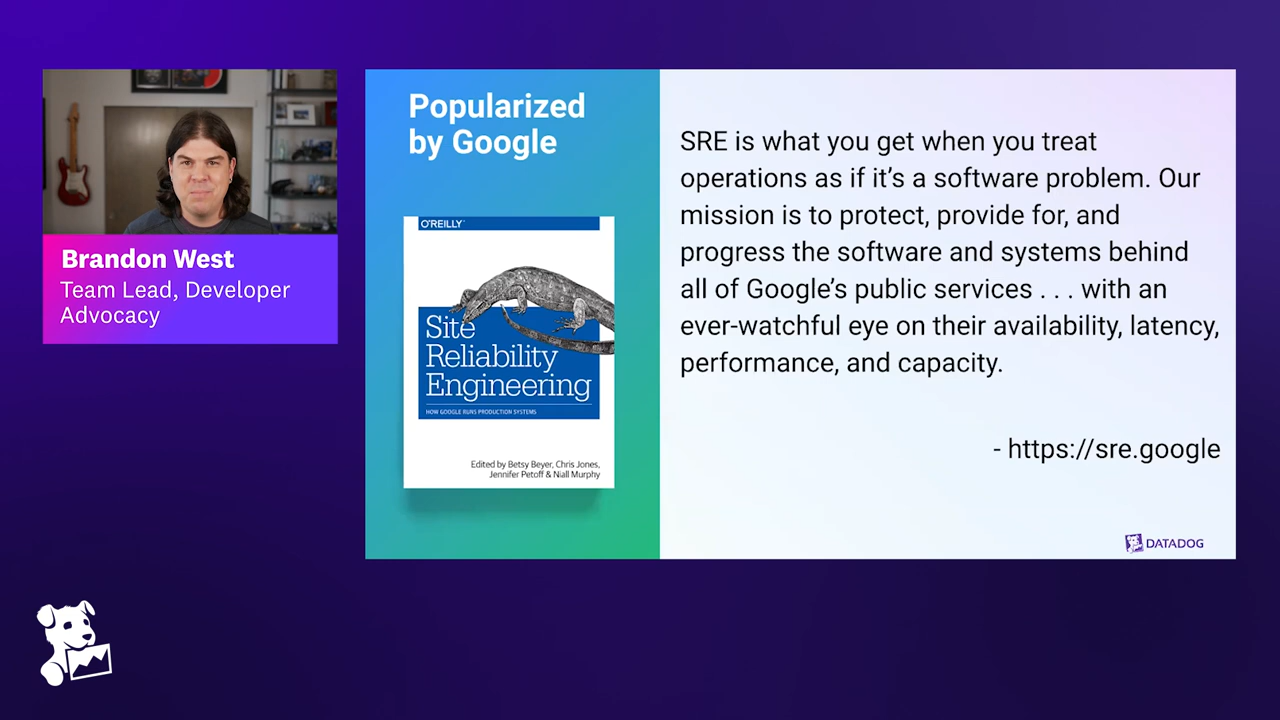 Brandon West
Team Lead, Developer
Advocacy
Popularized
by Google
O'REILLY
Site
Reliability
Engineering
HOW GOOGLE RUNS PRODUCTION SYSTEMS
Edited by Betsy Beyer, Chris Jones,
Jennifer Petoff & Niall Murphy
SRE is what you get when you treat
operations as if it’s a software problem. Our
mission is to protect, provide for, and
progress the software and systems behind
all of Google’s public services . . . with an
ever-watchful eye on their availability, latency,
performance, and capacity.
- https://sre.google
DATADOG